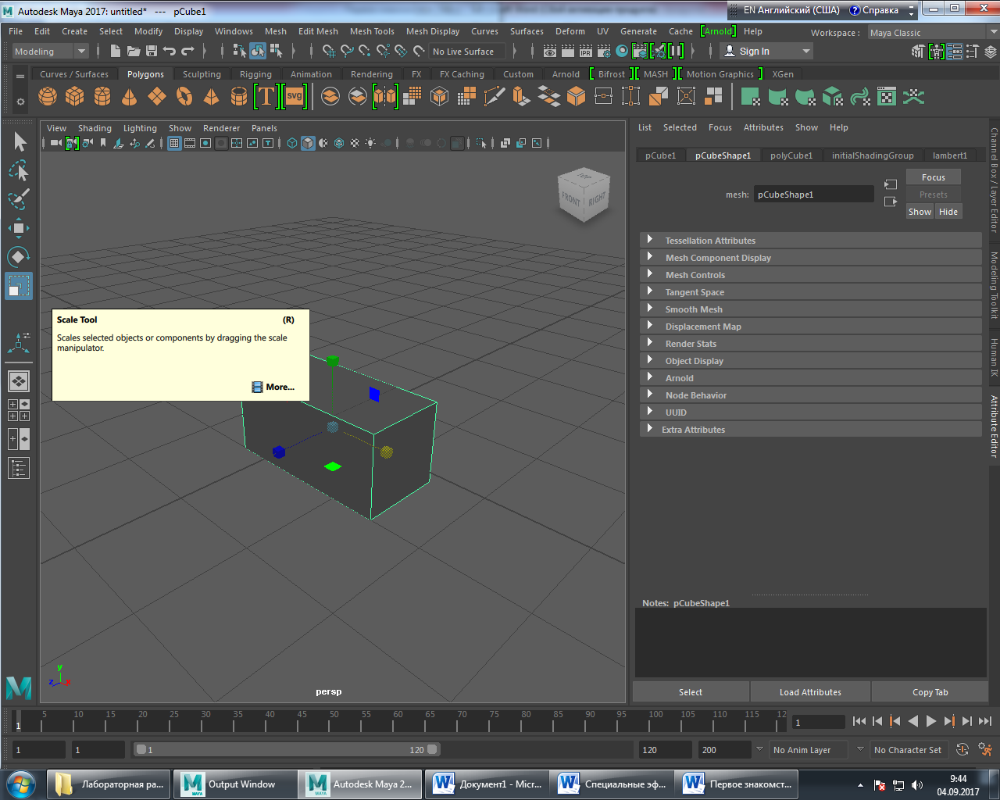 Autodesk Maya 2017: untitled* --- pCube1
EN Английский (США) Справка
File Edit Create Select Modify Display Windows Mesh Edit Mesh Mesh Tools Mesh Display Curves Surfaces Deform UV Generate Cache [Arnold] Help
Workspace : Maya Classic
Modeling
No Live Surface
IPR
Sign In
Curves / Surfaces Polygons Sculpting Rigging Animation Rendering FX FX Caching Custom Arnold Bifrost MASH Motion Graphics XGen
T svg
View Shading Lighting Show Renderer Panels
List Selected Focus Attributes Show Help
pCube1 pCubeShape1 polyCube1 initialShadingGroup lambert1
mesh: pCubeShape1
Focus
Presets
Show Hide
TOP
FRONT RIGHT
Tessellation Attributes
Mesh Component Display
Mesh Controls
Tangent Space
Smooth Mesh
Displacement Map
Render Stats
Object Display
Arnold
Node Behavior
UUID
Extra Attributes
Channel Box / Layer Editor
Modeling Toolkit
Human IK
Attribute Editor
Scale Tool (R)
Scales selected objects or components by dragging the scale
manipulator.
More...
Notes: pCubeShape1
y
z x
persp
Select Load Attributes Copy Tab
1 5 10 15 20 25 30 35 40 45 50 55 60 65 70 75 80 85 90 95 100 105 110 115 12
1
1 1 1 120 120 200 No Anim Layer No Character Set
Лабораторная ра...
Output Window
Autodesk Maya 2...
Документ1 - Micr...
Специальные эф...
Первое знакомст...
9:44
04.09.2017